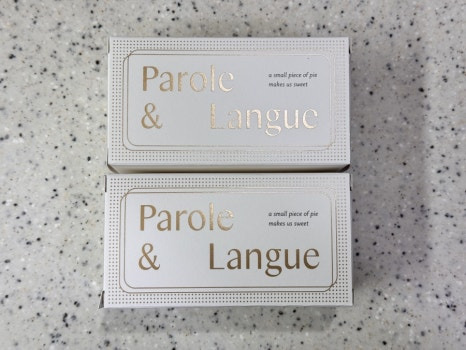 Parole
& Langue
a small piece of pie
makes us sweet
Parole
& Langue
a small piece of pie
makes us sweet